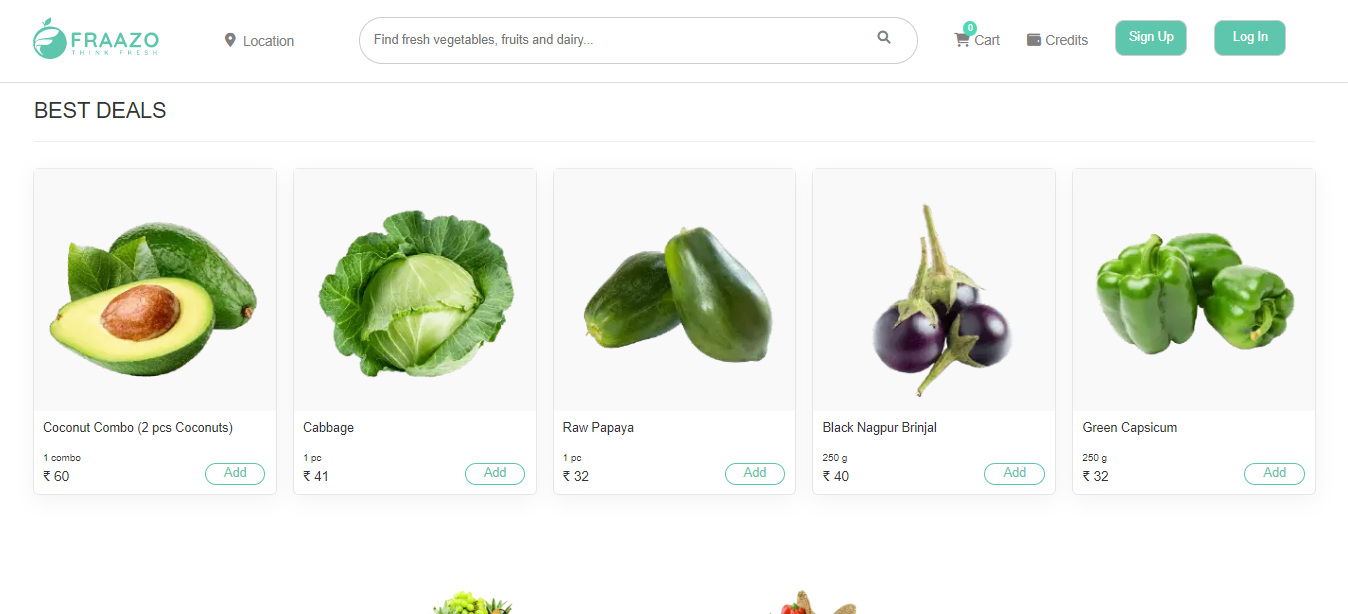 FRAAZO
THINK FRESH
Location
Find fresh vegetables, fruits and dairy...
0
Cart
Credits
Sign Up
Log In
BEST DEALS
Coconut Combo (2 pcs Coconuts)
1 combo
₹ 60
Add
Cabbage
1 pc
₹ 41
Add
Raw Papaya
1 pc
₹ 32
Add
Black Nagpur Brinjal
250 g
₹ 40
Add
Green Capsicum
250 g
₹ 32
Add